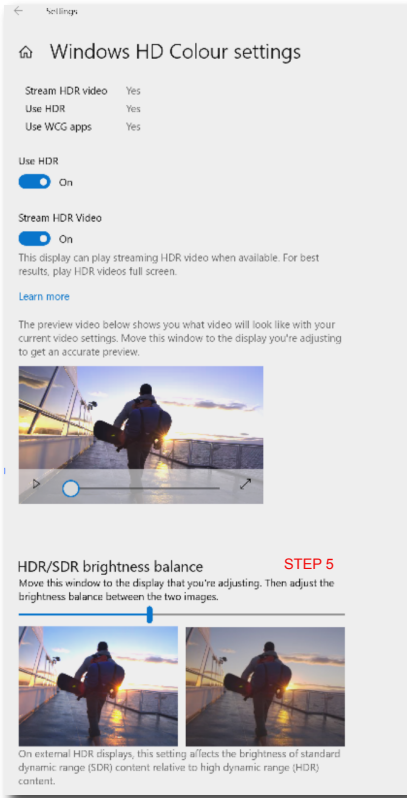 Settings
Windows HD Colour settings
Stream HDR video Yes
Use HDR Yes
Use WCG apps Yes
Use HDR
On
Stream HDR Video
On
This display can play streaming HDR video when available. For best
results, play HDR videos full screen.
Learn more
The preview video below shows you what video will look like with your
current video settings. Move this window to the display you're adjusting
to get an accurate preview.
HDR/SDR brightness balance STEP 5
Move this window to the display that you're adjusting. Then adjust the
brightness balance between the two images.
On external HDR displays, this setting affects the brightness of standard
dynamic range (SDR) content relative to high dynamic range (HDR)
content.